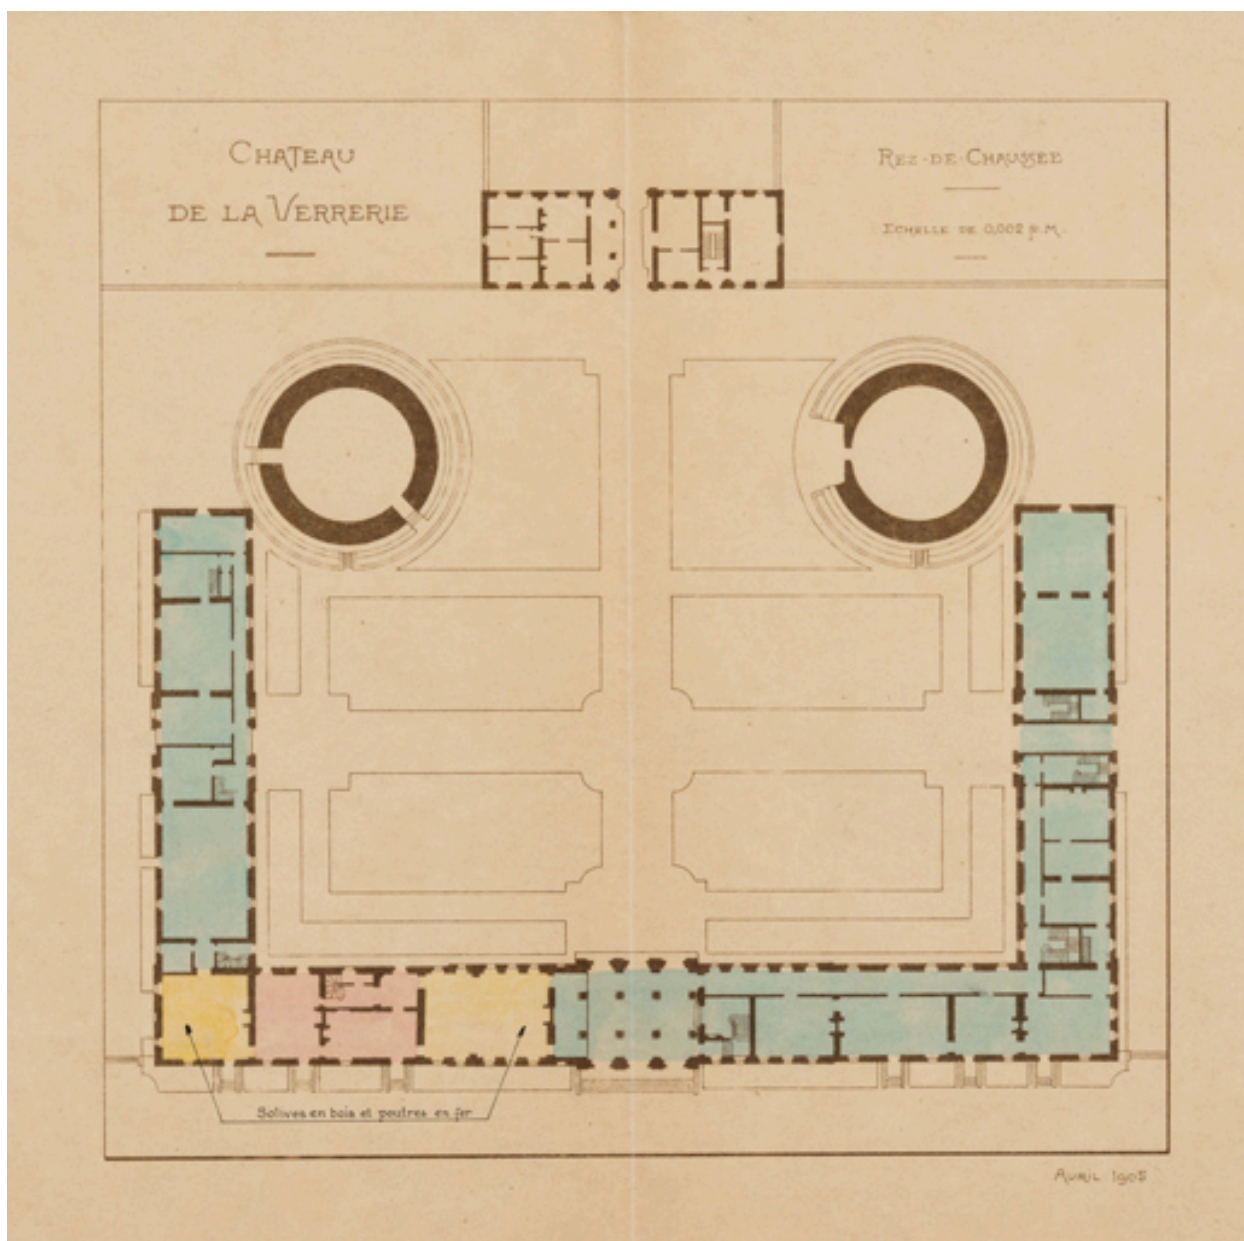 CHATEAU
DE LA VERRERIE
REZ-DE-CHAUSSÉE
ECHELLE DE 0,002 P.M.
Solives en bois et poutres en fer
AVRIL 1905